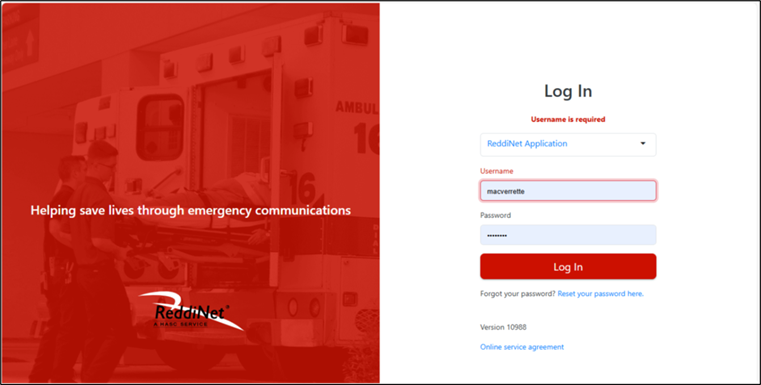 AMBUL
16
16
Helping save lives through emergency communications
ReddiNet®
A HASC SERVICE
Log In
Username is required
ReddiNet Application
Username
macverrette
Password
••••••••
Log In
Forgot your password? Reset your password here.
Version 10988
Online service agreement